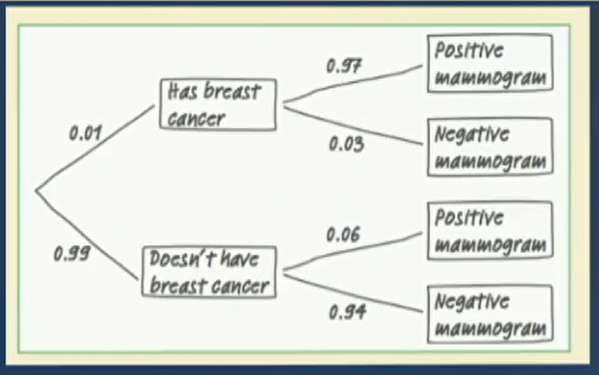 0.01
Has breast
cancer
0.97
Positive
mammogram
0.03
Negative
mammogram
0.99
Doesn't have
breast cancer
0.06
Positive
mammogram
0.94
Negative
mammogram